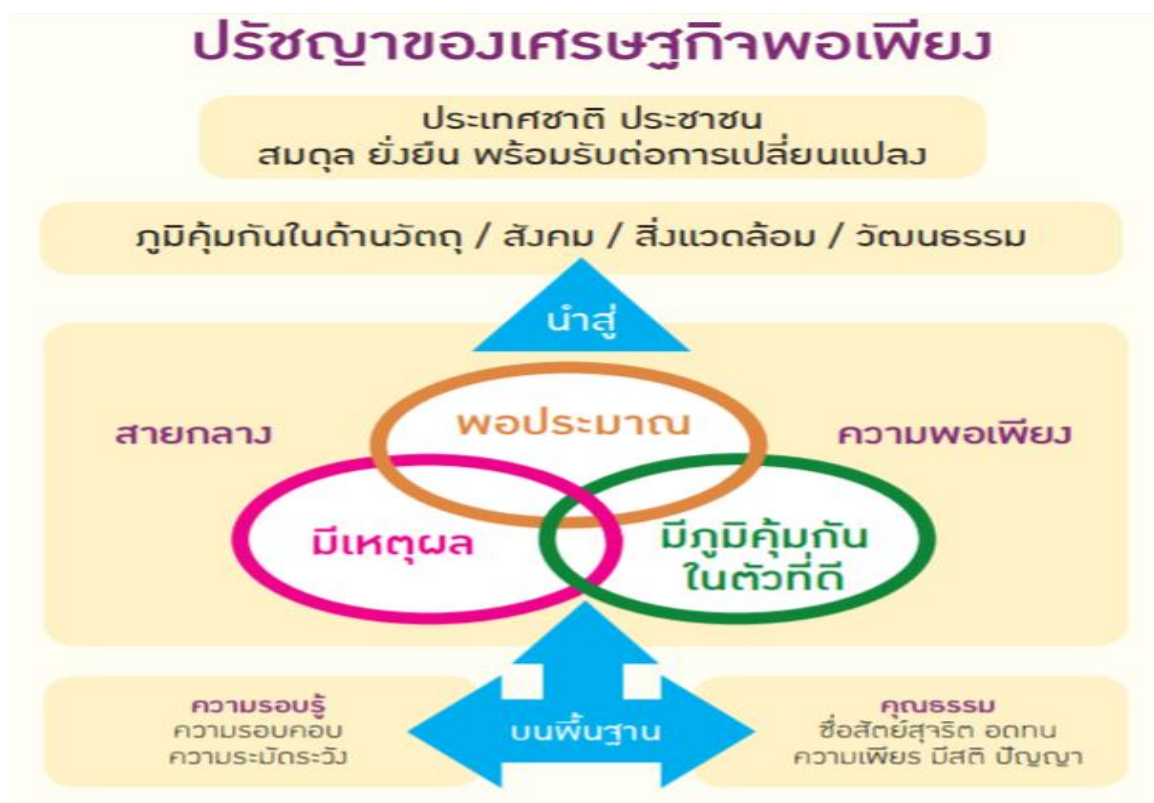 ปรัชญาของเศรษฐกิจพอเพียง
ประเทศชาติ ประชาชน
สมดุล ยั่งยืน พร้อมรับต่อการเปลี่ยนแปลง
ภูมิคุ้มกันในด้านวัตถุ / สังคม / สิ่งแวดล้อม / วัฒนธรรม
นำสู่
สายกลาง
พอประมาณ
ความพอเพียง
มีเหตุผล
มีภูมิคุ้มกัน
ในตัวที่ดี
ความรอบรู้
ความรอบคอบ
ความระมัดระวัง
บนพื้นฐาน
คุณธรรม
ซื่อสัตย์สุจริต อดทน
ความเพียร มีสติ ปัญญา